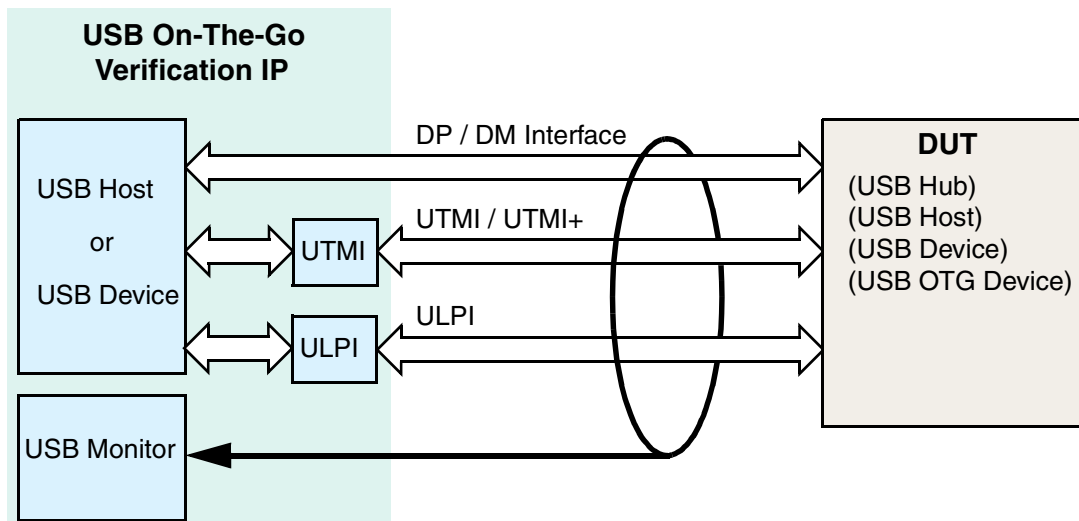 USB On-The-Go
Verification IP
USB Host
or
USB Device
UTMI
ULPI
USB Monitor
DP / DM Interface
UTMI / UTMI+
ULPI
DUT
(USB Hub)
(USB Host)
(USB Device)
(USB OTG Device)